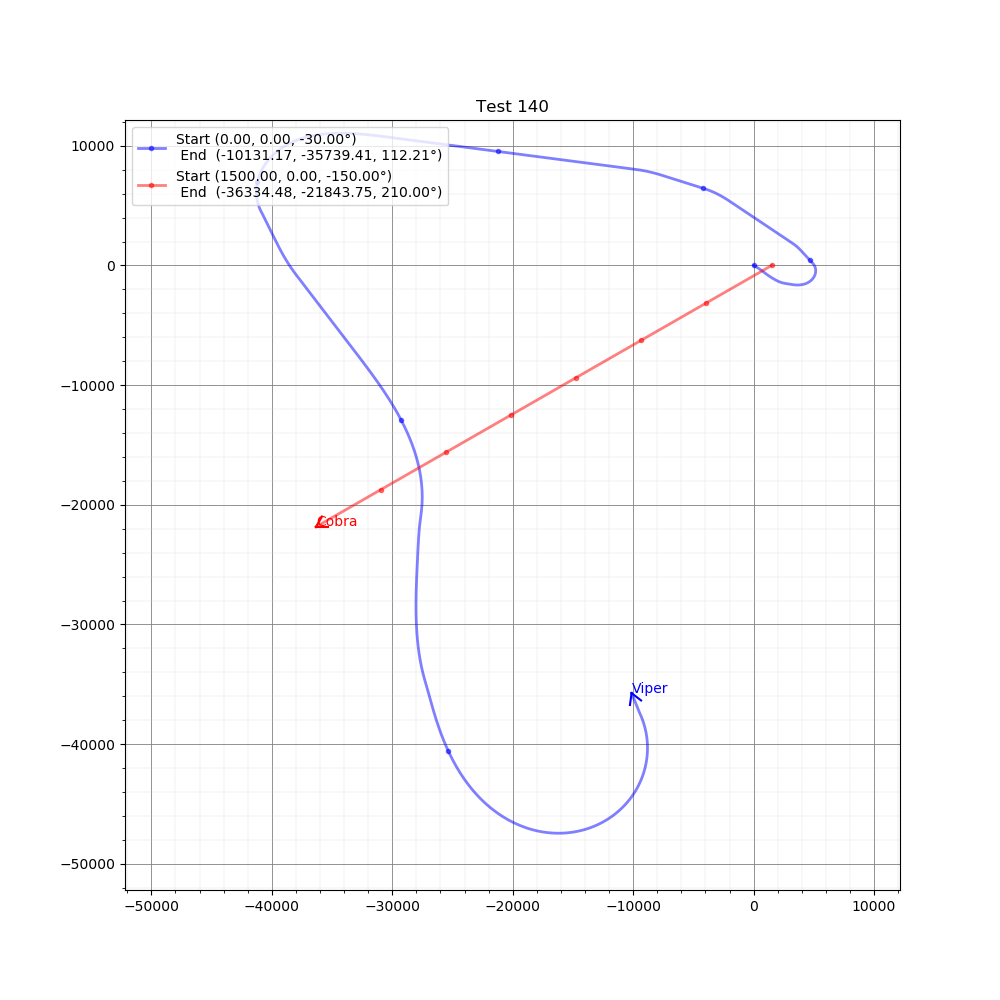 Test 140
Start (0.00, 0.00, -30.00°)
End (-10131.17, -35739.41, 112.21°)
Start (1500.00, 0.00, -150.00°)
End (-36334.48, -21843.75, 210.00°)
10000
0
−10000
−20000
−30000
−40000
−50000
Cobra
Viper
−50000 −40000 −30000 −20000 −10000 0 10000